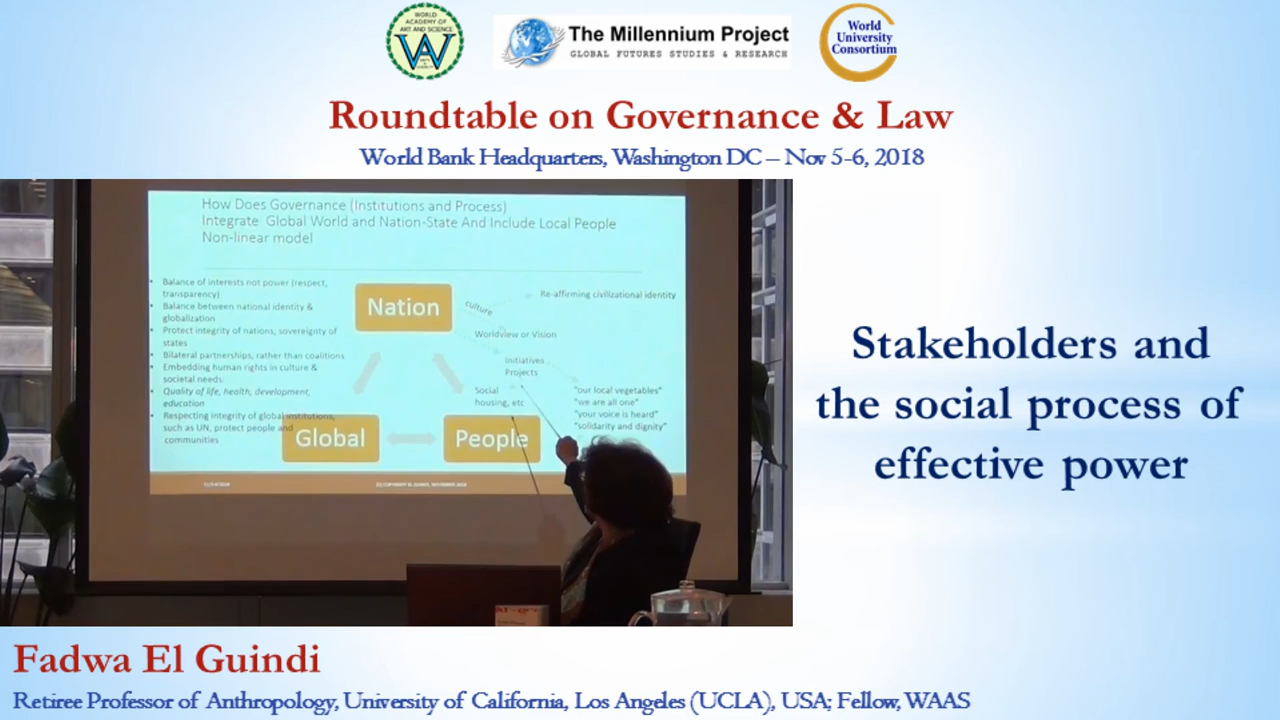 WORLD
ACADEMY OF
ART AND SCIENCE
The Millennium Project
GLOBAL FUTURES STUDIES & RESEARCH
World
University
Consortium
Roundtable on Governance & Law
World Bank Headquarters, Washington DC – Nov 5-6, 2018
How Does Governance (Institutions and Process)
Integrate Global World and Nation-State And Include Local People
Non-linear model
• Balance of interests not power (respect,
transparency)
• Balance between national identity &
globalization
• Protect integrity of nations, sovereignty of
states
• Bilateral partnerships, rather than coalitions
• Embedding human rights in culture &
societal needs.
• Quality of life, health, development,
education
• Respecting integrity of global institutions,
such as UN, protect people and
communities
Nation
culture
Re-affirming civilizational identity
Worldview or Vision
Initiatives
Projects
Social
housing, etc
"our local vegetables"
"we are all one"
"your voice is heard"
"solidarity and dignity"
Global
People
Stakeholders and
the social process of
effective power
Fadwa El Guindi
Retiree Professor of Anthropology, University of California, Los Angeles (UCLA), USA; Fellow, WAAS